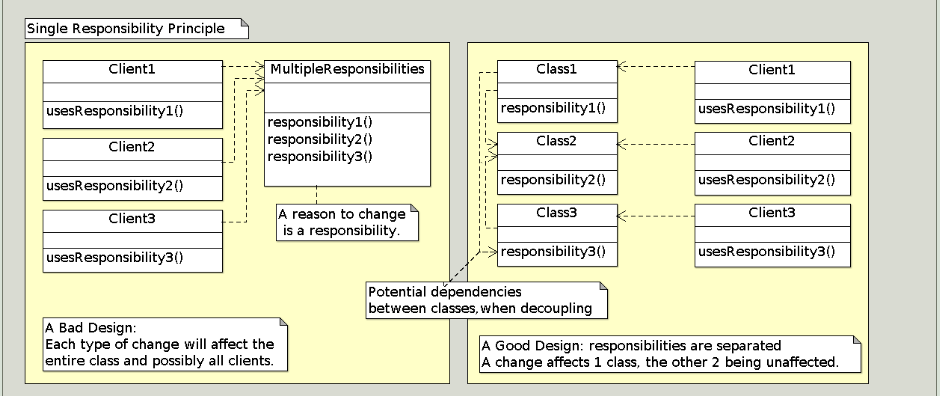 Single Responsibility Principle
Client1
usesResponsibility1()
Client2
usesResponsibility2()
Client3
usesResponsibility3()
MultipleResponsibilities
responsibility1()
responsibility2()
responsibility3()
A reason to change
is a responsibility.
A Bad Design:
Each type of change will affect the
entire class and possibly all clients.
Class1
responsibility1()
Class2
responsibility2()
Class3
responsibility3()
Client1
usesResponsibility1()
Client2
usesResponsibility2()
Client3
usesResponsibility3()
Potential dependencies
between classes,when decoupling
A Good Design: responsibilities are separated
A change affects 1 class, the other 2 being unaffected.